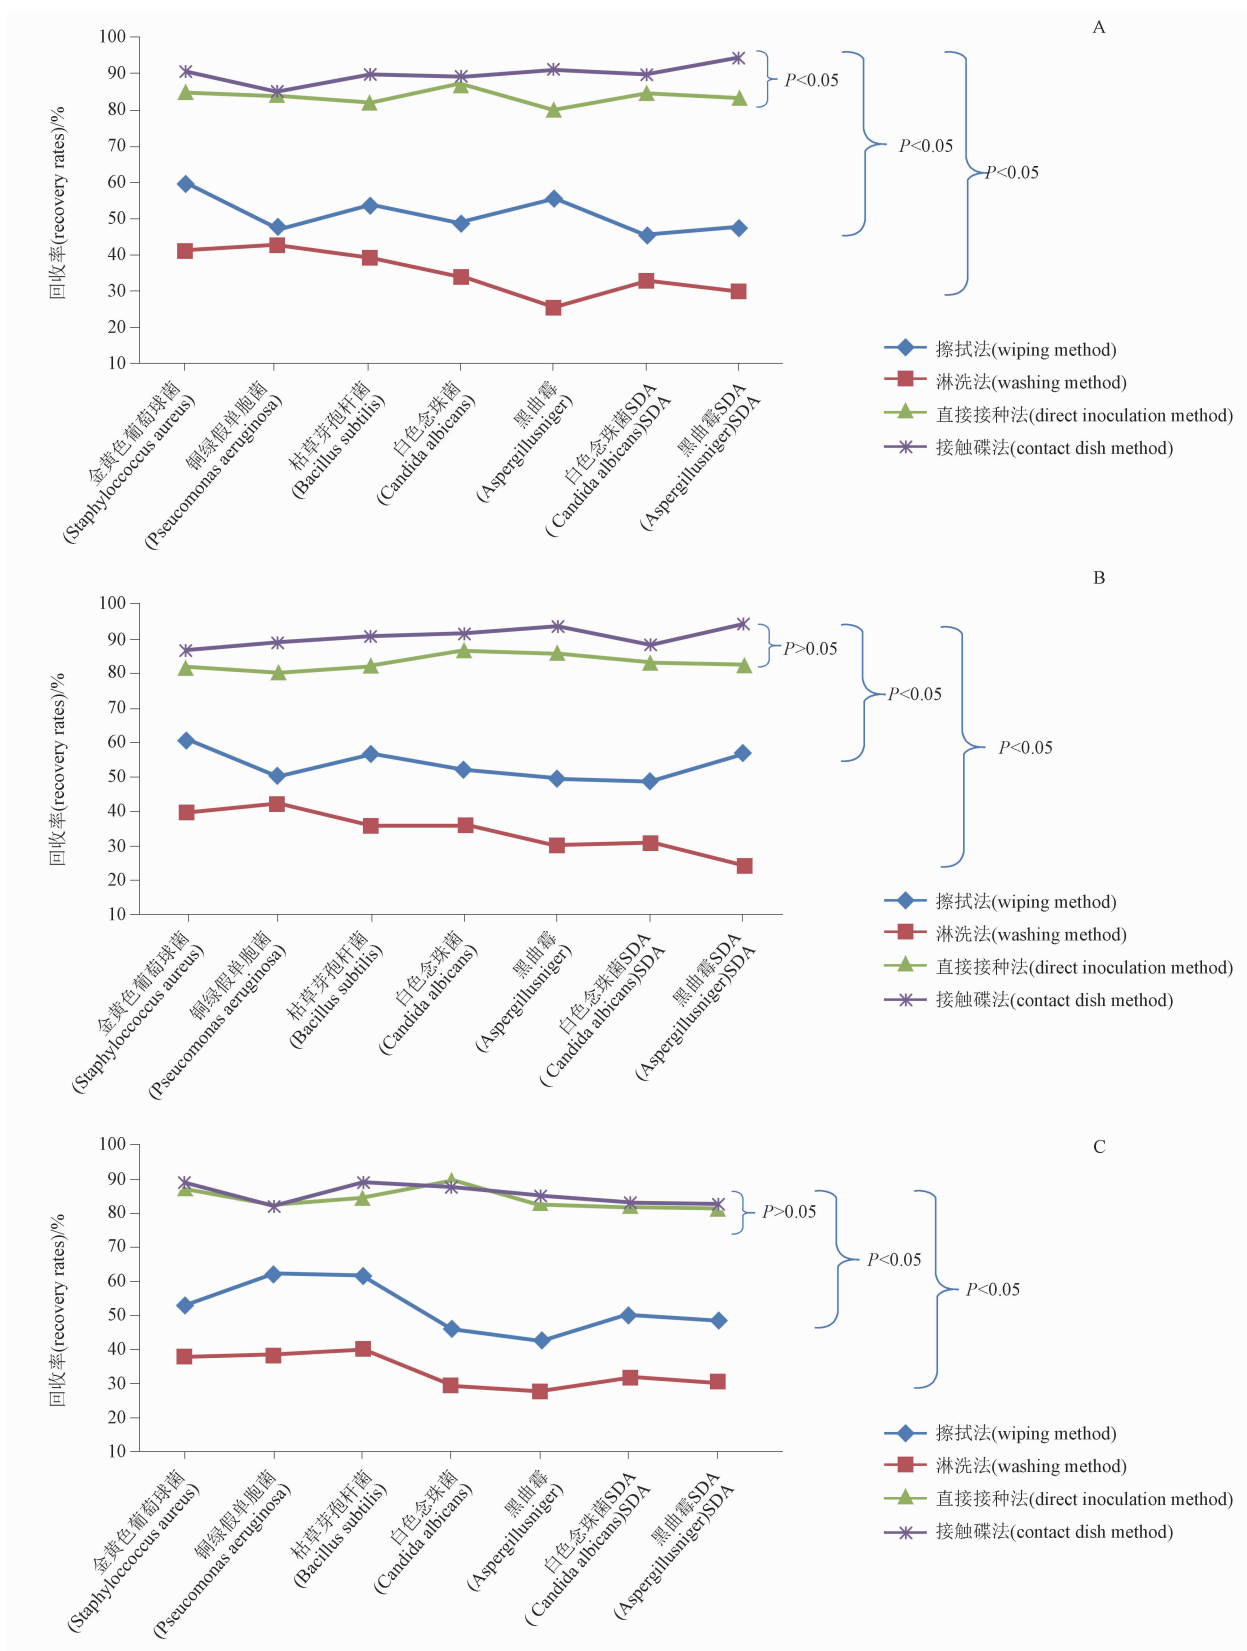 A
100
90
80
70
60
50
40
30
20
10
回收率(recovery rates)/%
P<0.05
P<0.05
P<0.05
擦拭法(wiping method)
淋洗法(washing method)
直接接种法(direct inoculation method)
接触碟法(contact dish method)
金黄色葡萄球菌
(Staphyloccoccus aureus)
铜绿假单胞菌
(Pseucomonas aeruginosa)
枯草芽孢杆菌
(Bacillus subtilis)
白色念珠菌
(Candida albicans)
黑曲霉
(Aspergillusniger)
白色念珠菌SDA
( Candida albicans)SDA
黑曲霉SDA
(Aspergillusniger)SDA
B
100
90
80
70
60
50
40
30
20
10
回收率(recovery rates)/%
P>0.05
P<0.05
P<0.05
擦拭法(wiping method)
淋洗法(washing method)
直接接种法(direct inoculation method)
接触碟法(contact dish method)
金黄色葡萄球菌
(Staphyloccoccus aureus)
铜绿假单胞菌
(Pseucomonas aeruginosa)
枯草芽孢杆菌
(Bacillus subtilis)
白色念珠菌
(Candida albicans)
黑曲霉
(Aspergillusniger)
白色念珠菌SDA
( Candida albicans)SDA
黑曲霉SDA
(Aspergillusniger)SDA
C
100
90
80
70
60
50
40
30
20
10
回收率(recovery rates)/%
P>0.05
P<0.05
P<0.05
擦拭法(wiping method)
淋洗法(washing method)
直接接种法(direct inoculation method)
接触碟法(contact dish method)
金黄色葡萄球菌
(Staphyloccoccus aureus)
铜绿假单胞菌
(Pseucomonas aeruginosa)
枯草芽孢杆菌
(Bacillus subtilis)
白色念珠菌
(Candida albicans)
黑曲霉
(Aspergillusniger)
白色念珠菌SDA
( Candida albicans)SDA
黑曲霉SDA
(Aspergillusniger)SDA